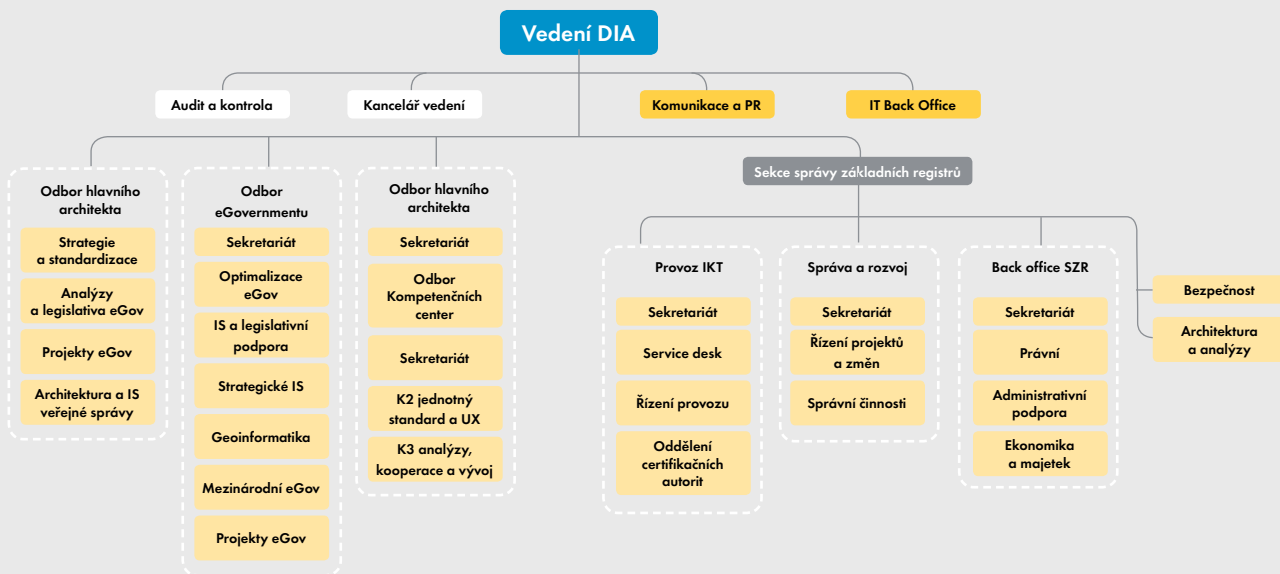 Vedení DIA
Audit a kontrola
Kancelář vedení
Komunikace a PR
IT Back Office
Odbor hlavního
architekta
Strategie
a standardizace
Analýzy
a legislativa eGov
Projekty eGov
Architektura a IS
veřejné správy
Odbor
eGovernmentu
Sekretariát
Optimalizace
eGov
IS a legislativní
podpora
Strategické IS
Geoinformatika
Mezinárodní eGov
Projekty eGov
Odbor hlavního
architekta
Sekretariát
Odbor
Kompetenčních
center
Sekretariát
K2 jednotný
standard a UX
K3 analýzy,
kooperace a vývoj
Sekce správy základních registrů
Provoz IKT
Sekretariát
Service desk
Řízení provozu
Oddělení
certifikačních
autorit
Správa a rozvoj
Sekretariát
Řízení projektů
a změn
Správní činnosti
Back office SZR
Sekretariát
Právní
Administrativní
podpora
Ekonomika
a majetek
Bezpečnost
Architektura
a analýzy